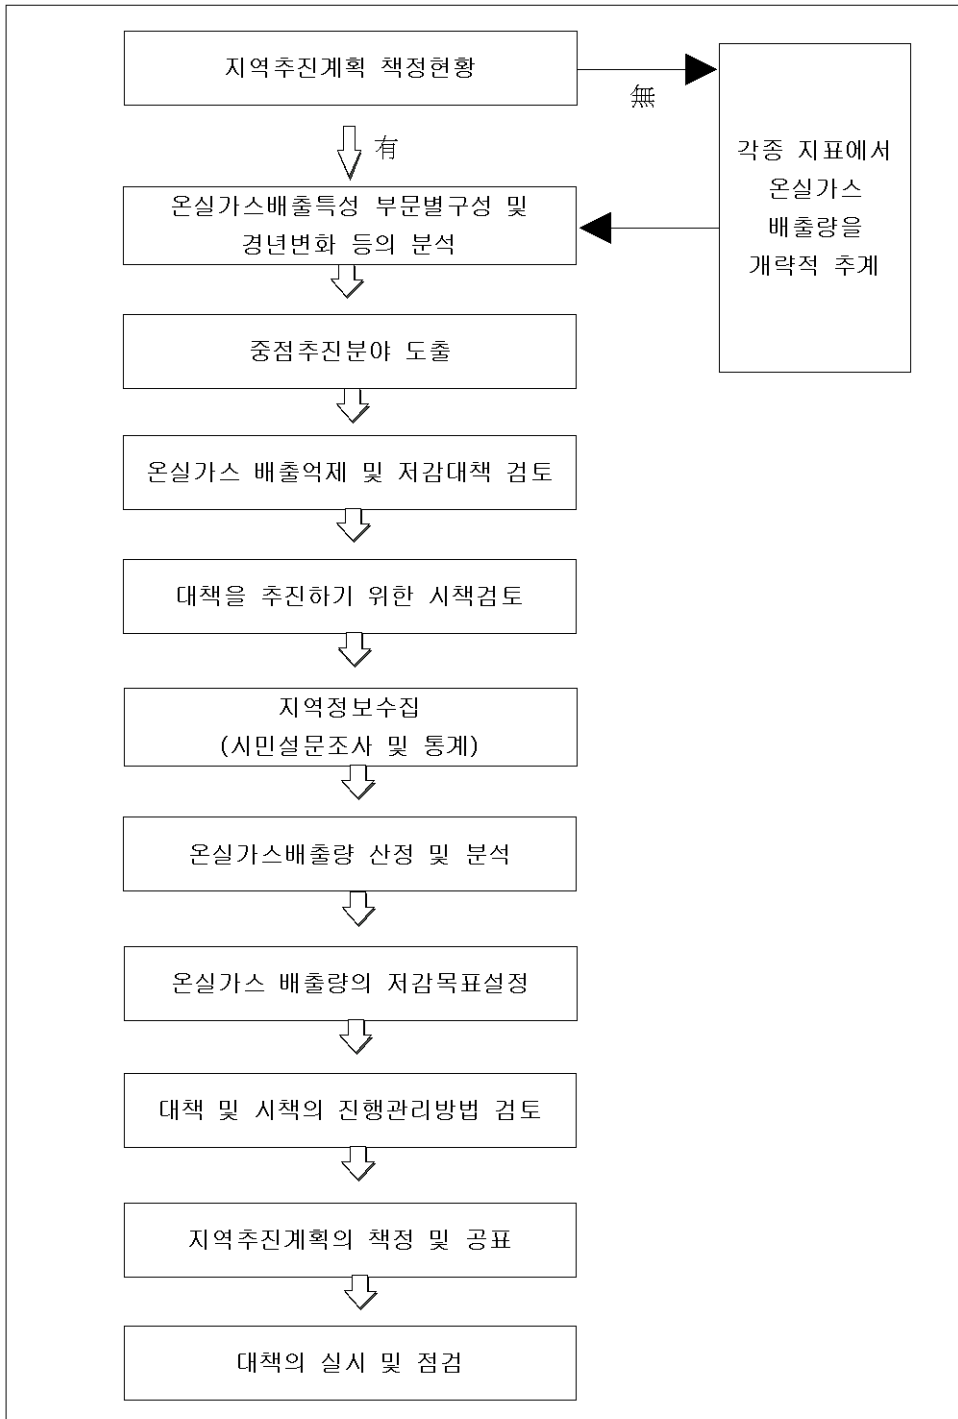 지역추진계획 책정현황
無
有
각종 지표에서
온실가스
배출량을
개략적 추계
온실가스배출특성 부문별구성 및
경년변화 등의 분석
중점추진분야 도출
온실가스 배출억제 및 저감대책 검토
대책을 추진하기 위한 시책검토
지역정보수집
(시민설문조사 및 통계)
온실가스배출량 산정 및 분석
온실가스 배출량의 저감목표설정
대책 및 시책의 진행관리방법 검토
지역추진계획의 책정 및 공표
대책의 실시 및 점검